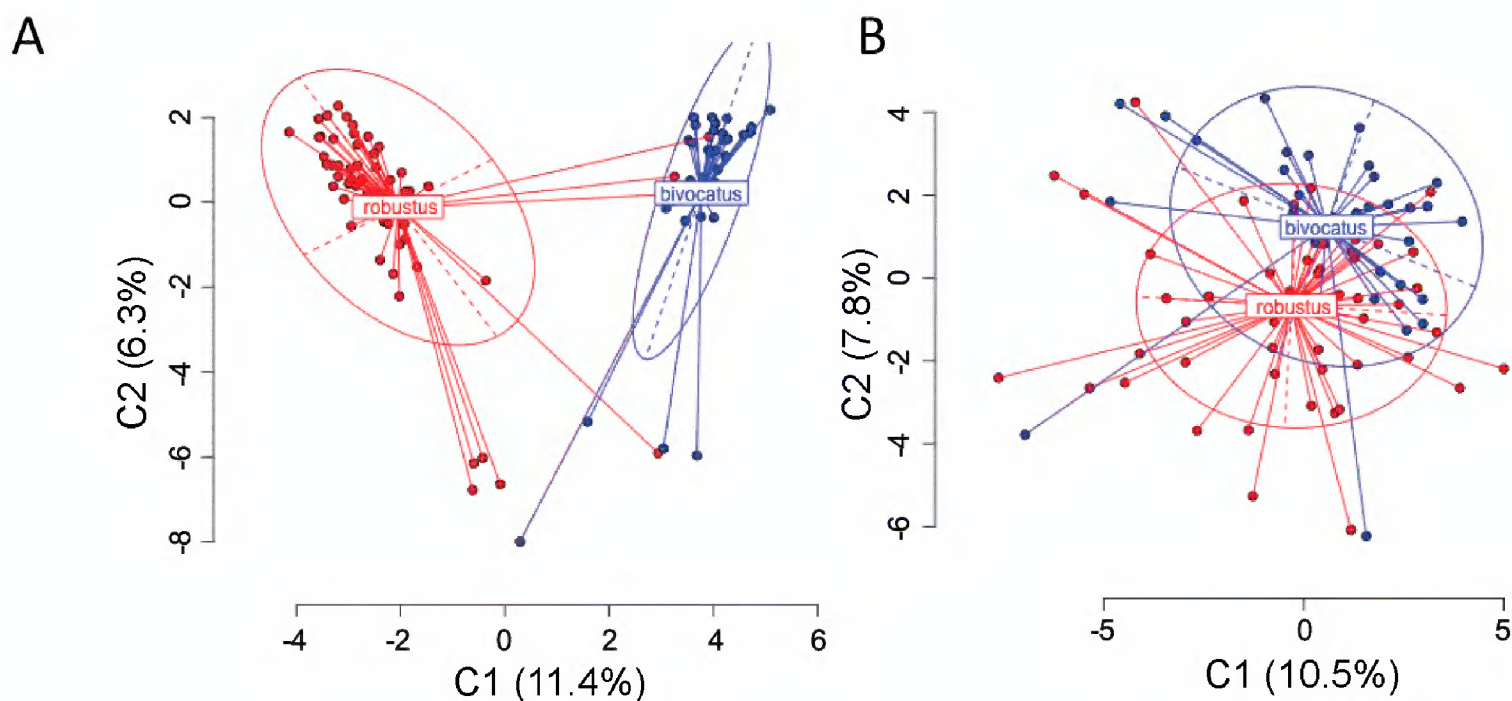 A
C2 (6.3%)
2
0
-2
-4
-6
-8
robustus
bivocatus
-4 -2 0 2 4 6
C1 (11.4%)
B
C2 (7.8%)
4
2
0
-2
-4
-6
bivocatus
robustus
-5 0 5
C1 (10.5%)